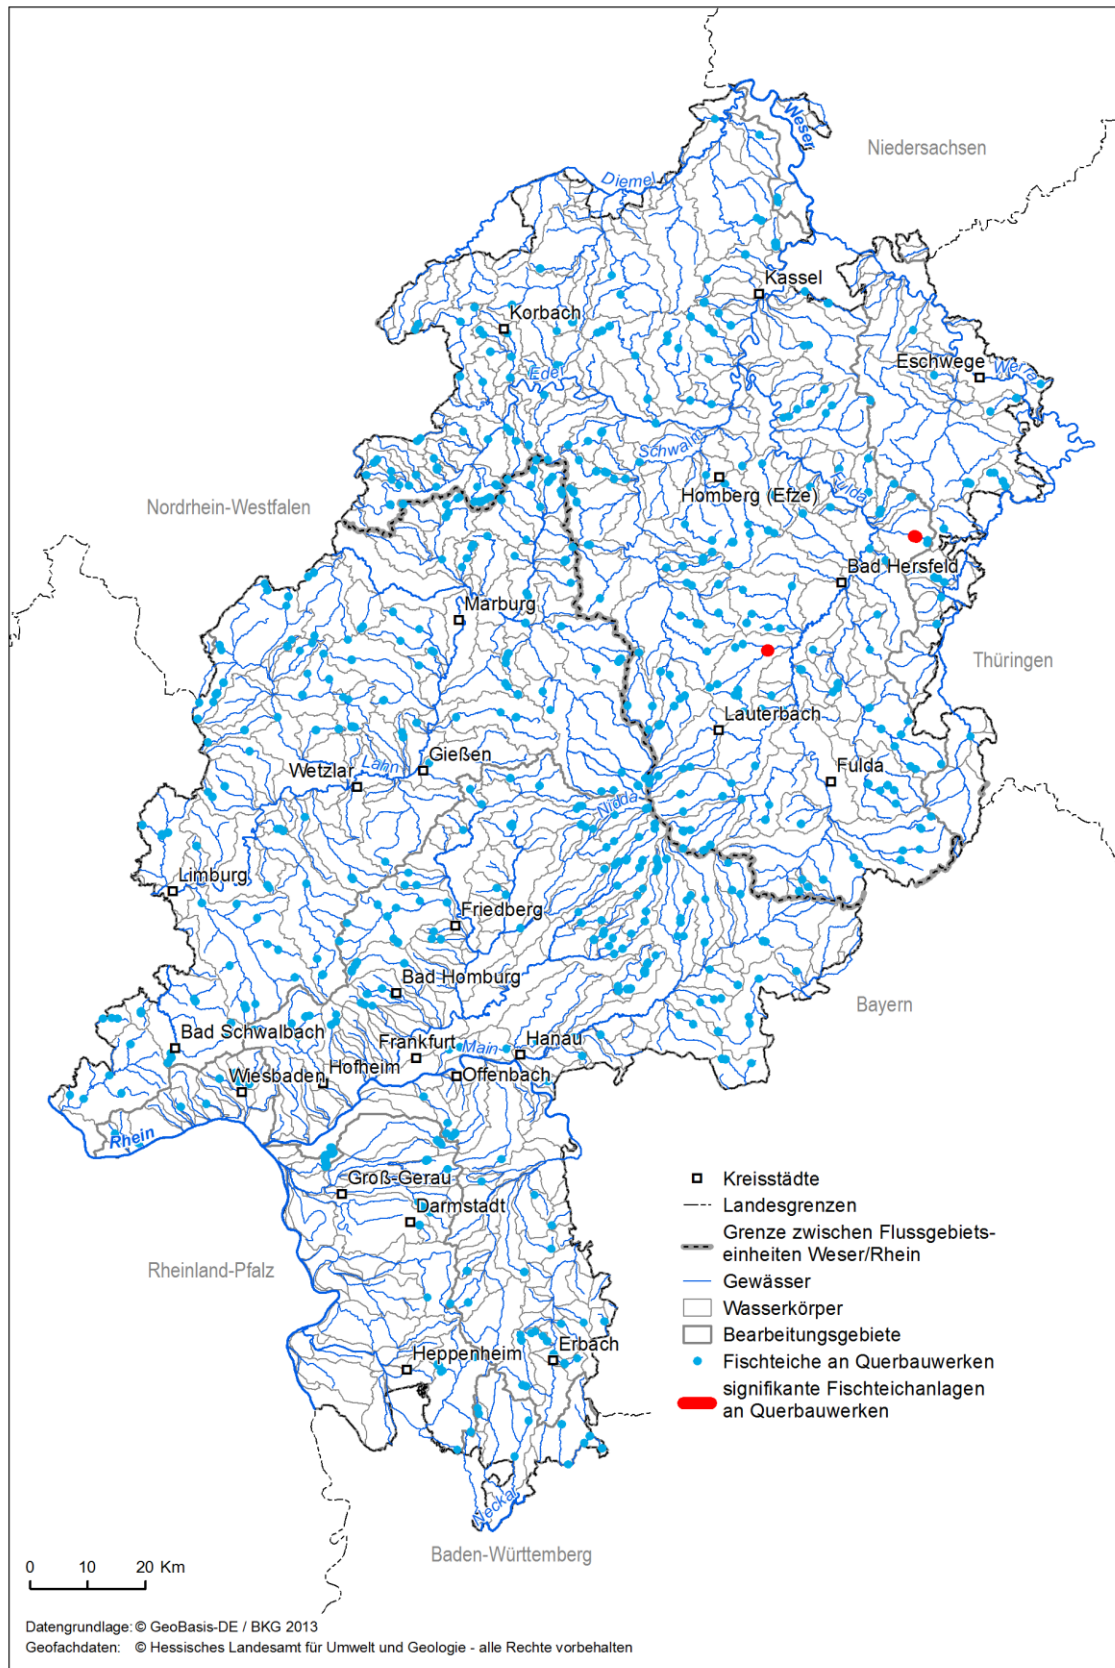 Weser
Niedersachsen
Diemel
Kassel
Korbach
Eder
Eschwege
Werra
Schwalm
Fulda
Homberg (Efze)
Nordrhein-Westfalen
Bad Hersfeld
Marburg
Thüringen
Lauterbach
Gießen
Lahn
Wetzlar
Fulda
Nidda
Limburg
Friedberg
Bad Homburg
Bayern
Bad Schwalbach
Frankfurt
Main
Hanau
Hofheim
Wiesbaden
Offenbach
Rhein
Groß-Gerau
Darmstadt
Rheinland-Pfalz
Heppenheim
Erbach
Neckar
Baden-Württemberg
Kreisstädte
Landesgrenzen
Grenze zwischen Flussgebiets-
einheiten Weser/Rhein
Gewässer
Wasserkörper
Bearbeitungsgebiete
Fischteiche an Querbauwerken
signifikante Fischteichanlagen
an Querbauwerken
0 10 20 Km
Datengrundlage: © GeoBasis-DE / BKG 2013
Geofachdaten: © Hessisches Landesamt für Umwelt und Geologie - alle Rechte vorbehalten